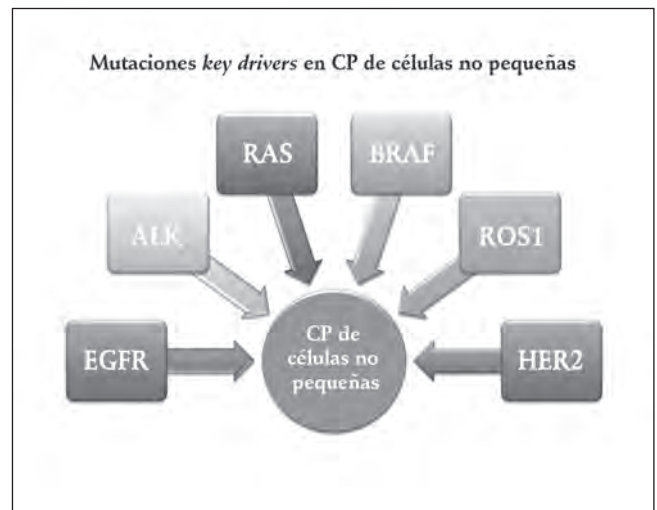 Mutaciones key drivers en CP de células no pequeñas
RAS
BRAF
ALK
ROS1
EGFR
CP de
células no
pequeñas
HER2